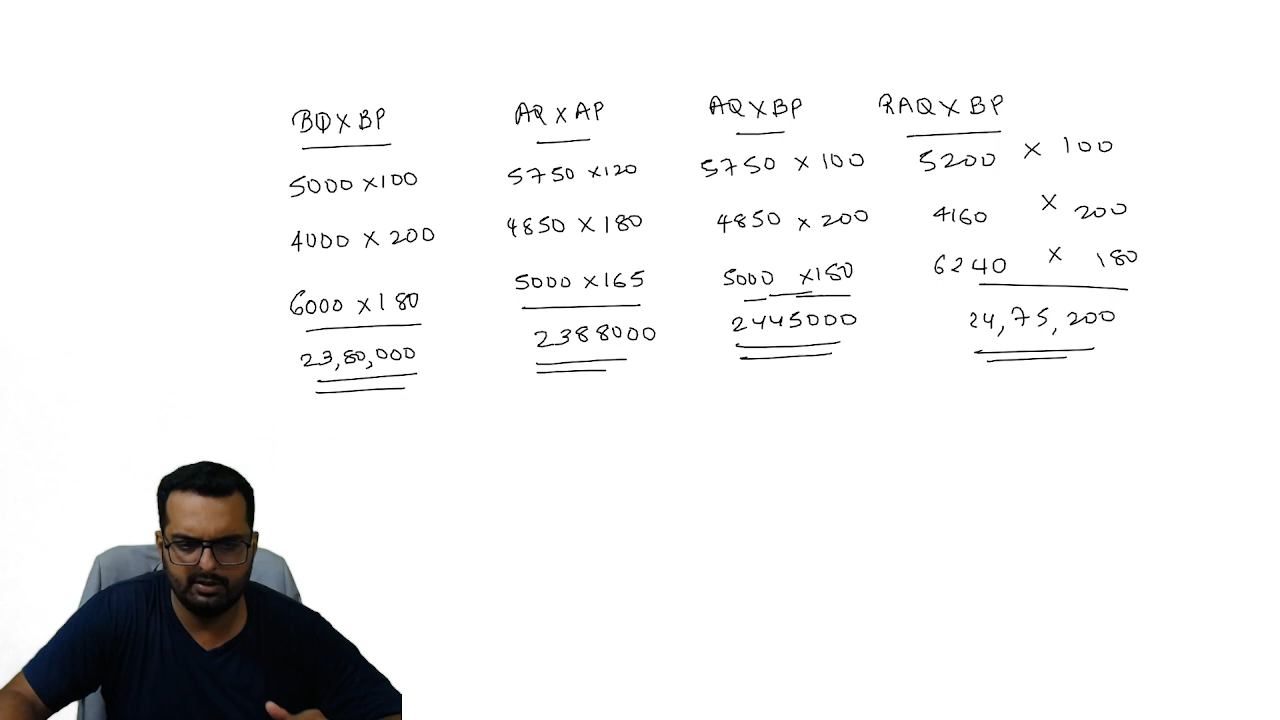 BQ X BP
5000 X 100
4000 X 200
6000 X 180
23,80,000
AQ X AP
5750 X 120
4850 X 180
5000 X 165
2388000
AQ X BP
5750 X 100
4850 X 200
5000 X 180
2445000
RAQ X BP
5200 X 100
4160 X 200
6240 X 180
24,75,200